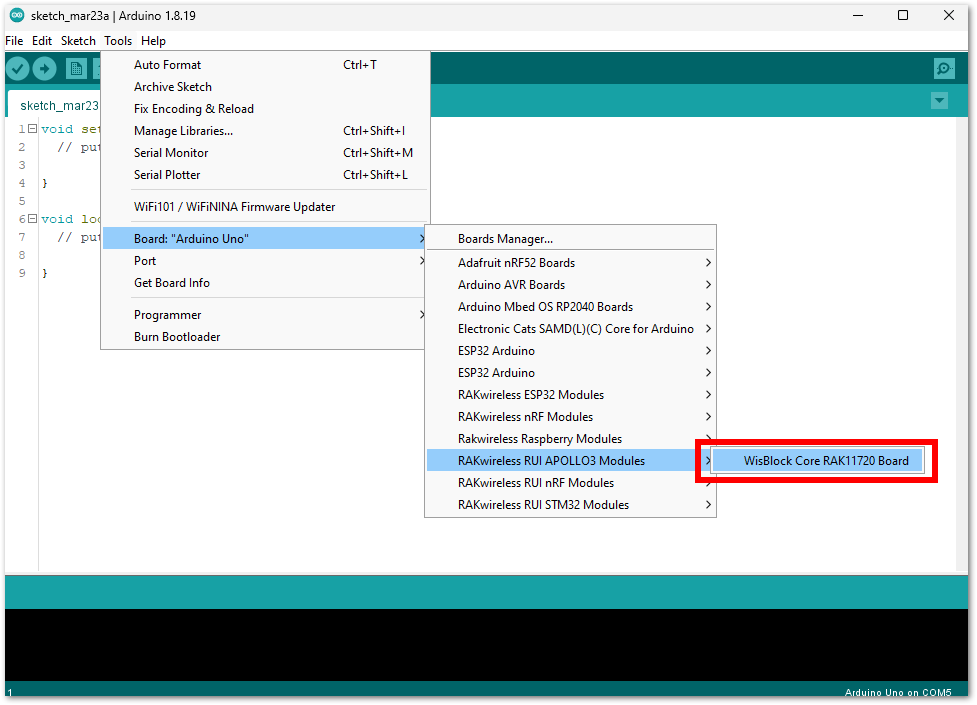 sketch_mar23a | Arduino 1.8.19
File Edit Sketch Tools Help
sketch_mar23
Auto Format Ctrl+T
Archive Sketch
Fix Encoding & Reload
Manage Libraries... Ctrl+Shift+I
Serial Monitor Ctrl+Shift+M
Serial Plotter Ctrl+Shift+L
WiFi101 / WiFiNINA Firmware Updater
Board: "Arduino Uno"
Port
Get Board Info
Programmer
Burn Bootloader
1 void set
2 // put
3
4 }
5
6 void loo
7 // put
8
9 }
Boards Manager...
Adafruit nRF52 Boards
Arduino AVR Boards
Arduino Mbed OS RP2040 Boards
Electronic Cats SAMD(L)(C) Core for Arduino
ESP32 Arduino
ESP32 Arduino
RAKwireless ESP32 Modules
RAKwireless nRF Modules
Rakwireless Raspberry Modules
RAKwireless RUI APOLLO3 Modules
RAKwireless RUI nRF Modules
RAKwireless RUI STM32 Modules
WisBlock Core RAK11720 Board
1 Arduino Uno on COM5